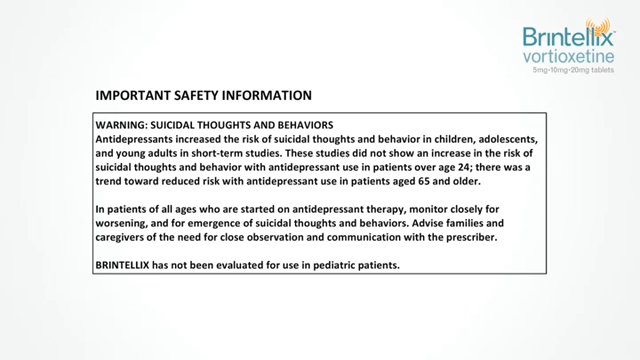 Brintellix™
vortioxetine
5mg•10mg•20mg tablets
IMPORTANT SAFETY INFORMATION
WARNING: SUICIDAL THOUGHTS AND BEHAVIORS
Antidepressants increased the risk of suicidal thoughts and behavior in children, adolescents,
and young adults in short-term studies. These studies did not show an increase in the risk of
suicidal thoughts and behavior with antidepressant use in patients over age 24; there was a
trend toward reduced risk with antidepressant use in patients aged 65 and older.
In patients of all ages who are started on antidepressant therapy, monitor closely for
worsening, and for emergence of suicidal thoughts and behaviors. Advise families and
caregivers of the need for close observation and communication with the prescriber.
BRINTELLIX has not been evaluated for use in pediatric patients.